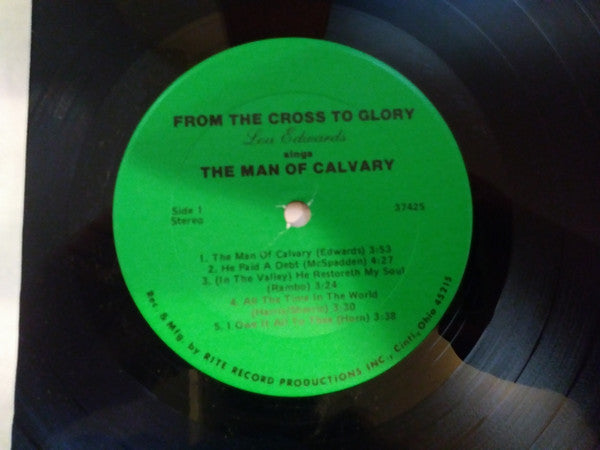 FROM THE CROSS TO GLORY
Lou Edwards
sings
THE MAN OF CALVARY
Side 1
Stereo
37425
1. The Man Of Calvary (Edwards) 3:53
2. He Paid A Debt (McSpadden) 4:27
3. (In The Valley) He Restoreth My Soul
(Rambo) 3:24
4. All The Time In The World
3:30
5. I Owe It All To Thee (Horn) 3:38
Rec. & Mfg. by RITE RECORD PRODUCTIONS INC., Cinti., Ohio 45215